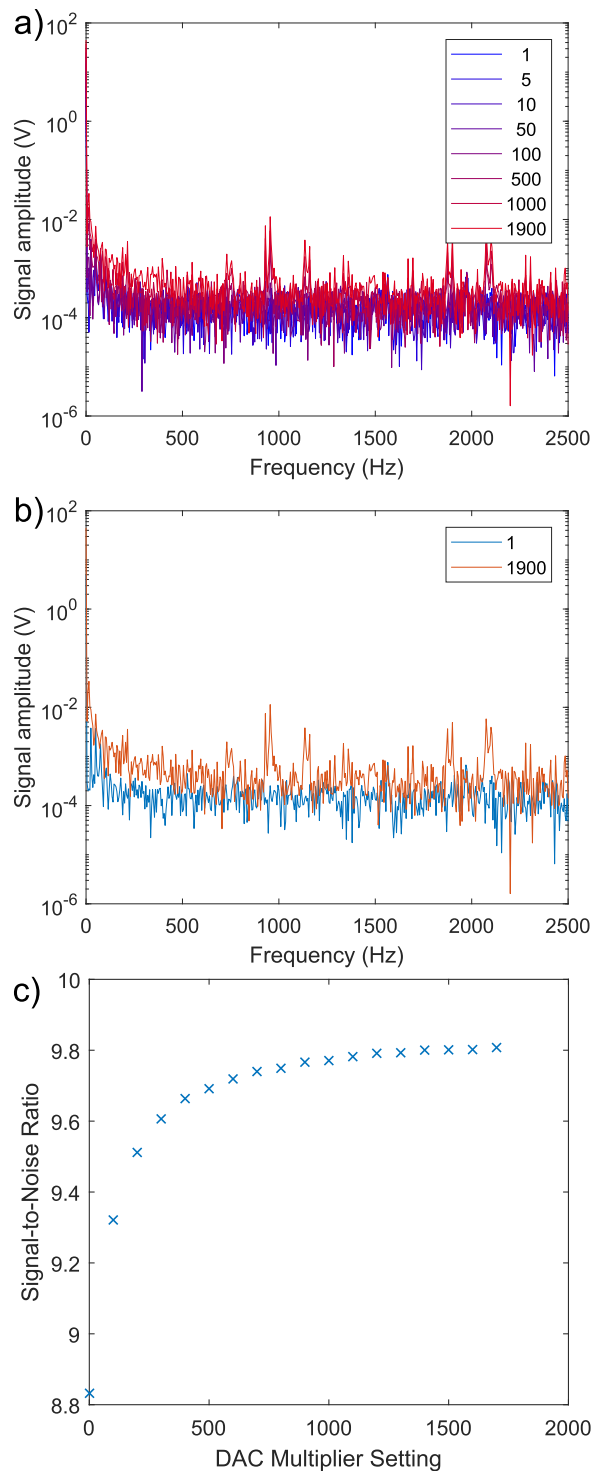 a)
10^2
10^0
10^-2
10^-4
10^-6
Signal amplitude (V)
1
5
10
50
100
500
1000
1900
0 500 1000 1500 2000 2500
Frequency (Hz)
b)
10^2
10^0
10^-2
10^-4
10^-6
Signal amplitude (V)
1
1900
0 500 1000 1500 2000 2500
Frequency (Hz)
c)
10
9.8
9.6
9.4
9.2
9
8.8
Signal-to-Noise Ratio
0 500 1000 1500 2000
DAC Multiplier Setting